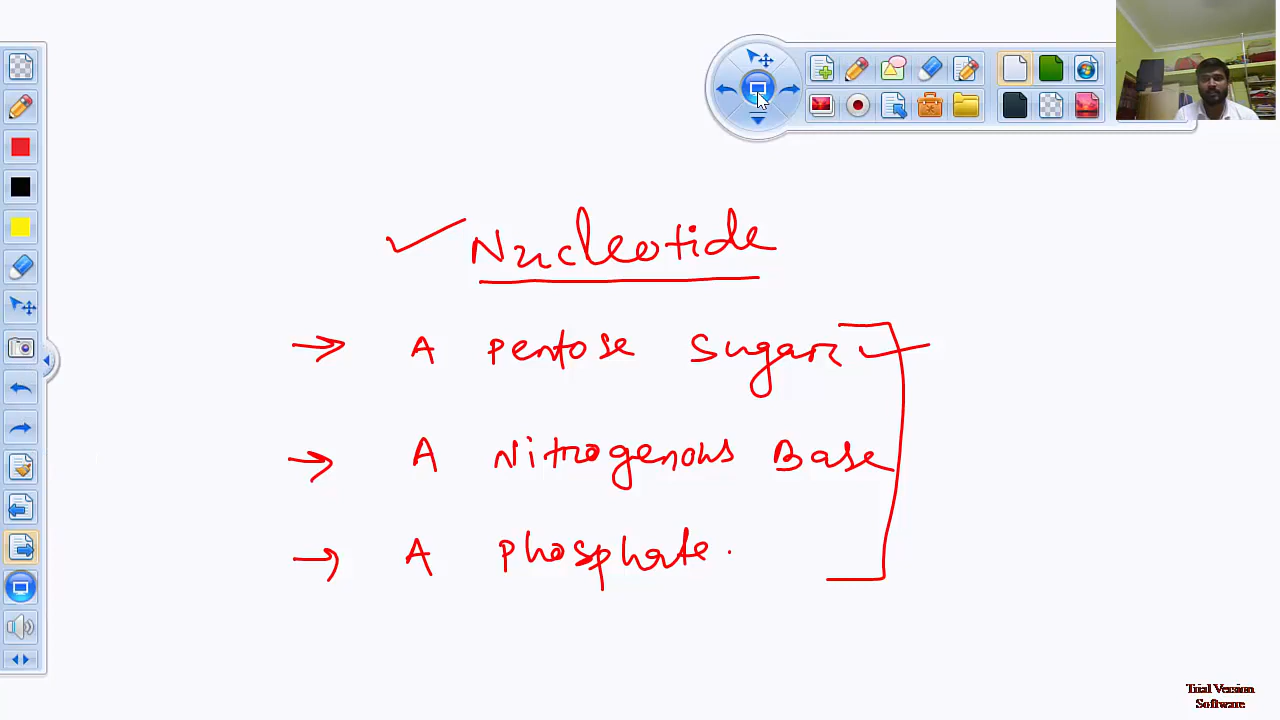 Nucleotide
→ A Pentose Sugar
→ A Nitrogenous Base
→ A Phosphate.
Trial Version
Software